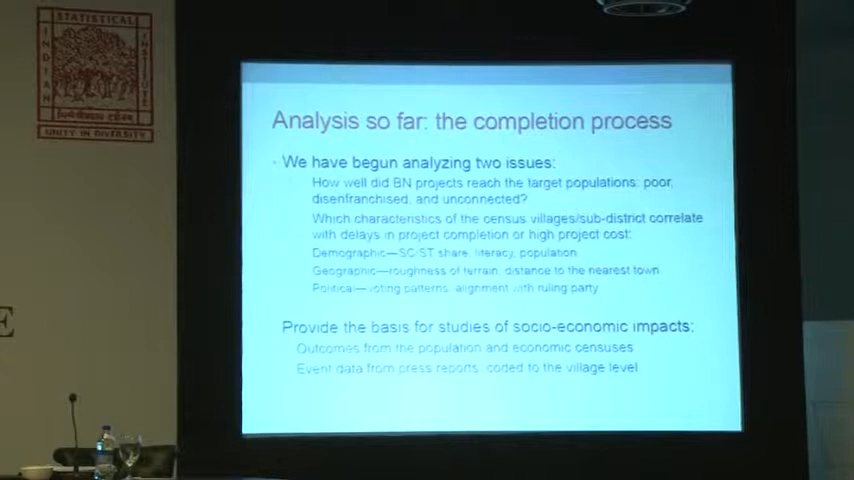 STATISTICAL
INDIAN
INSTITUTE
UNITY IN DIVERSITY
E
Analysis so far: the completion process
We have begun analyzing two issues:
How well did BN projects reach the target populations: poor,
disenfranchised, and unconnected?
Which characteristics of the census villages/sub-district correlate
with delays in project completion or high project cost:
Demographic—SC/ST share, literacy, population
Geographic—roughness of terrain, distance to the nearest town
Political—voting patterns, alignment with ruling party
Provide the basis for studies of socio-economic impacts:
Outcomes from the population and economic censuses
Event data from press reports, coded to the village level